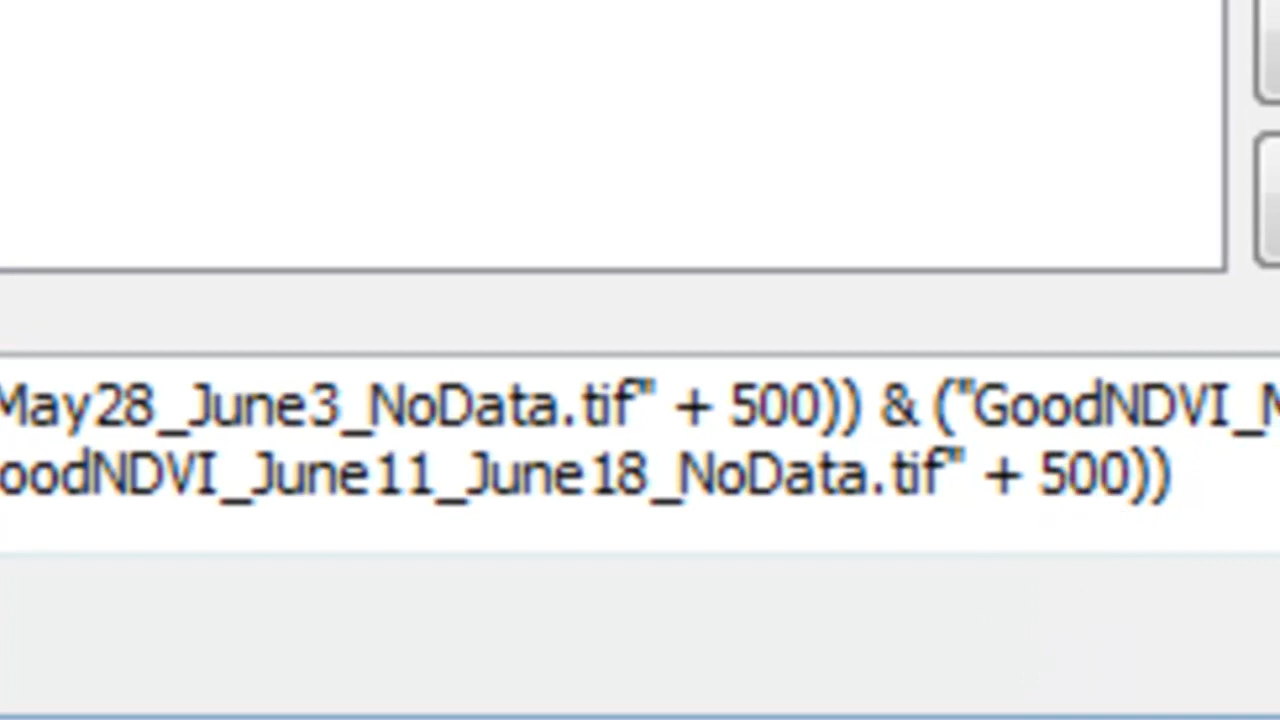 May28_June3_NoData.tif" + 500)) & ("GoodNDVI_
oodNDVI_June11_June18_NoData.tif" + 500))